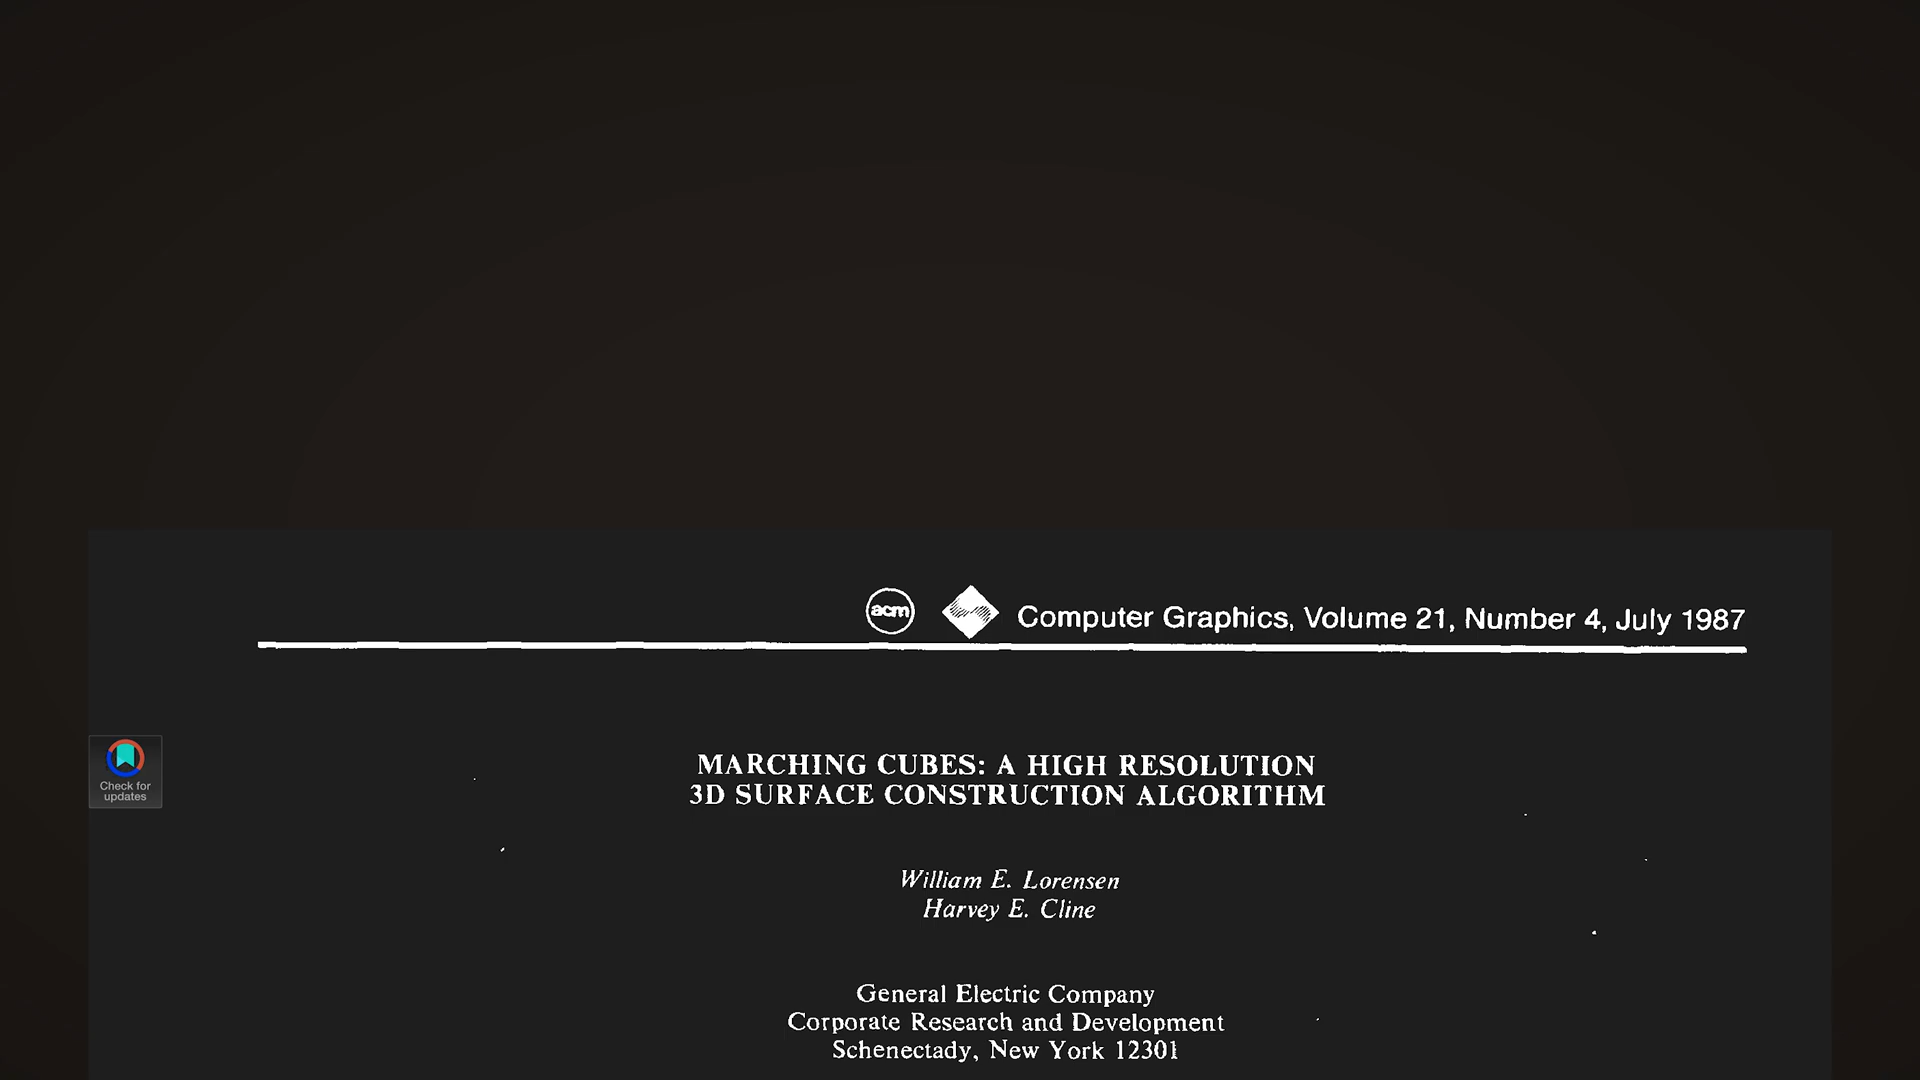 acm Computer Graphics, Volume 21, Number 4, July 1987
MARCHING CUBES: A HIGH RESOLUTION
3D SURFACE CONSTRUCTION ALGORITHM
Check for
updates
William E. Lorensen
Harvey E. Cline
General Electric Company
Corporate Research and Development
Schenectady, New York 12301